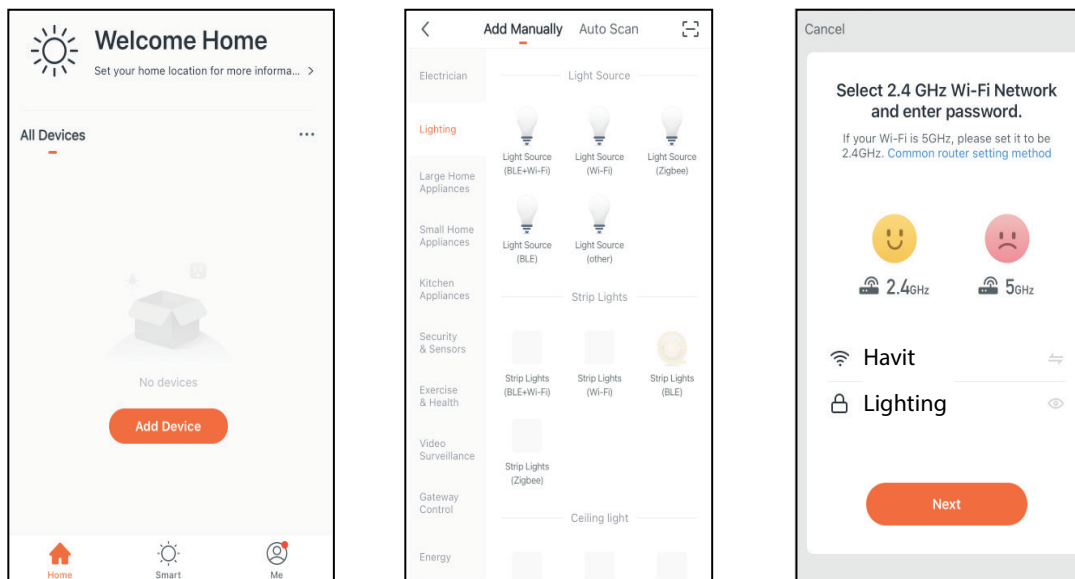 Welcome Home
Set your home location for more informa... >
All Devices
...
No devices
Add Device
Home
Smart
Me
Add Manually
Auto Scan
Electrician
Lighting
Large Home
Appliances
Small Home
Appliances
Kitchen
Appliances
Security
& Sensors
Exercise
& Health
Video
Surveillance
Gateway
Control
Energy
Light Source
Light Source Light Source Light Source
(BLE+Wi-Fi) (Wi-Fi) (Zigbee)
Light Source Light Source
(BLE) (other)
Strip Lights
Strip Lights Strip Lights Strip Lights
(BLE+Wi-Fi) (Wi-Fi) (BLE)
Strip Lights
(Zigbee)
Ceiling light
Cancel
Select 2.4 GHz Wi-Fi Network
and enter password.
If your Wi-Fi is 5GHz, please set it to be
2.4GHz. Common router setting method
2.4GHz 5GHz
Havit
Lighting
Next